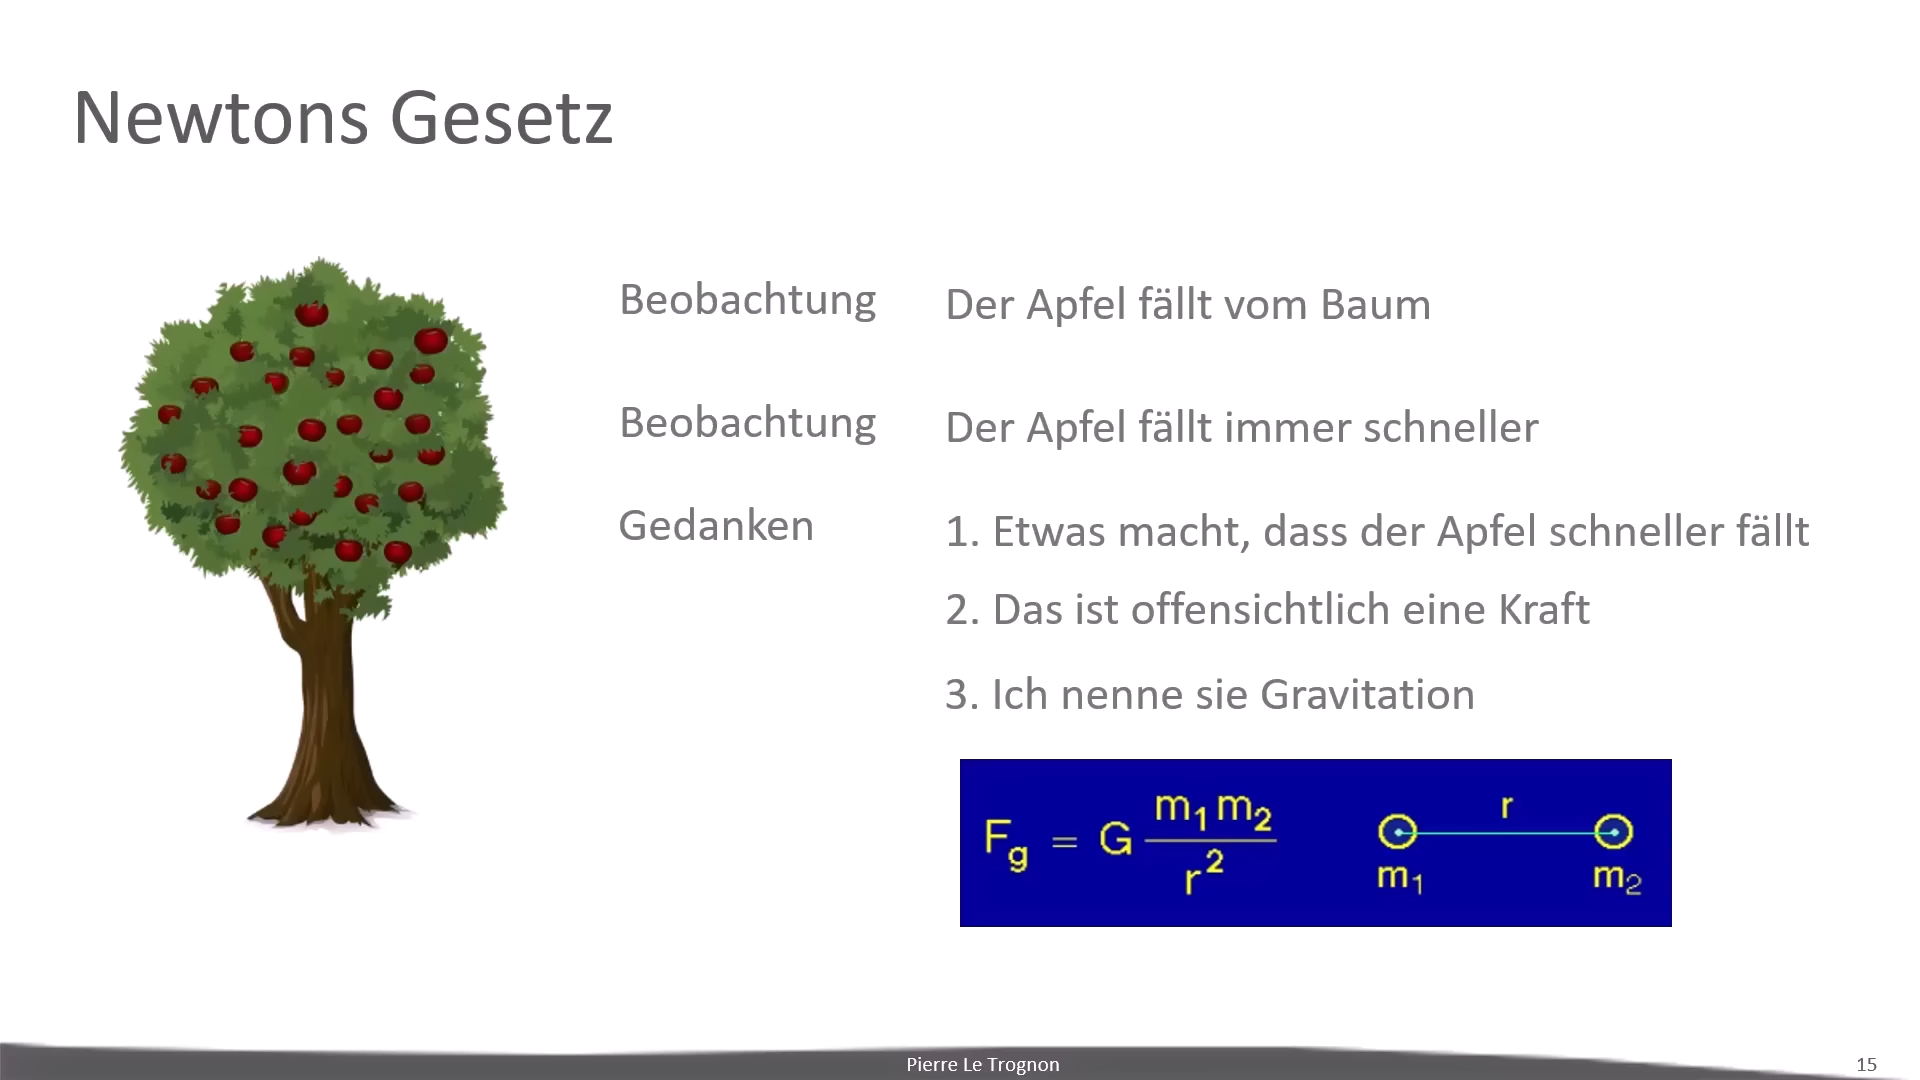 Newtons Gesetz
Beobachtung Der Apfel fällt vom Baum
Beobachtung Der Apfel fällt immer schneller
Gedanken 1. Etwas macht, dass der Apfel schneller fällt
2. Das ist offensichtlich eine Kraft
3. Ich nenne sie Gravitation
F_g = G m₁m₂ / r²
r
m₁ m₂
Pierre Le Trognon 15